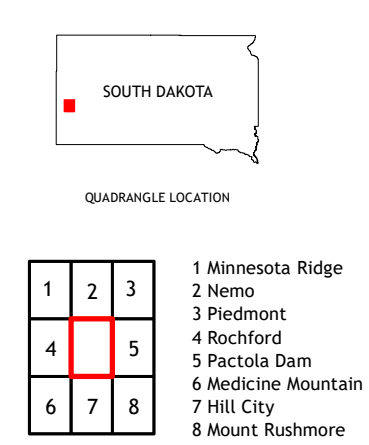 SOUTH DAKOTA
QUADRANGLE LOCATION
1 2 3
4 5
6 7 8
1 Minnesota Ridge
2 Nemo
3 Piedmont
4 Rochford
5 Pactola Dam
6 Medicine Mountain
7 Hill City
8 Mount Rushmore